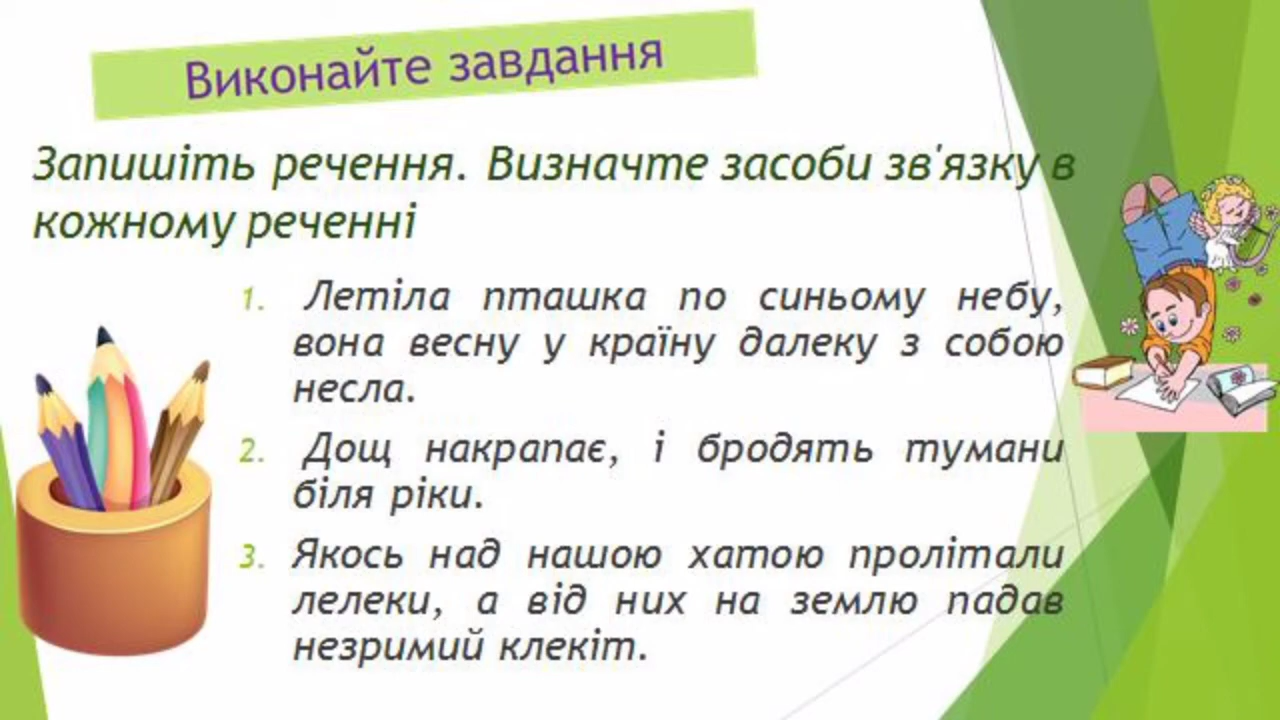 Виконайте завдання
Запишіть речення. Визначте засоби зв'язку в
кожному реченні
1. Летіла пташка по синьому небу,
вона весну у країну далеку з собою
несла.
2. Дощ накрапає, і бродять тумани
біля ріки.
3. Якось над нашою хатою пролітали
лелеки, а від них на землю падав
незримий клекіт.